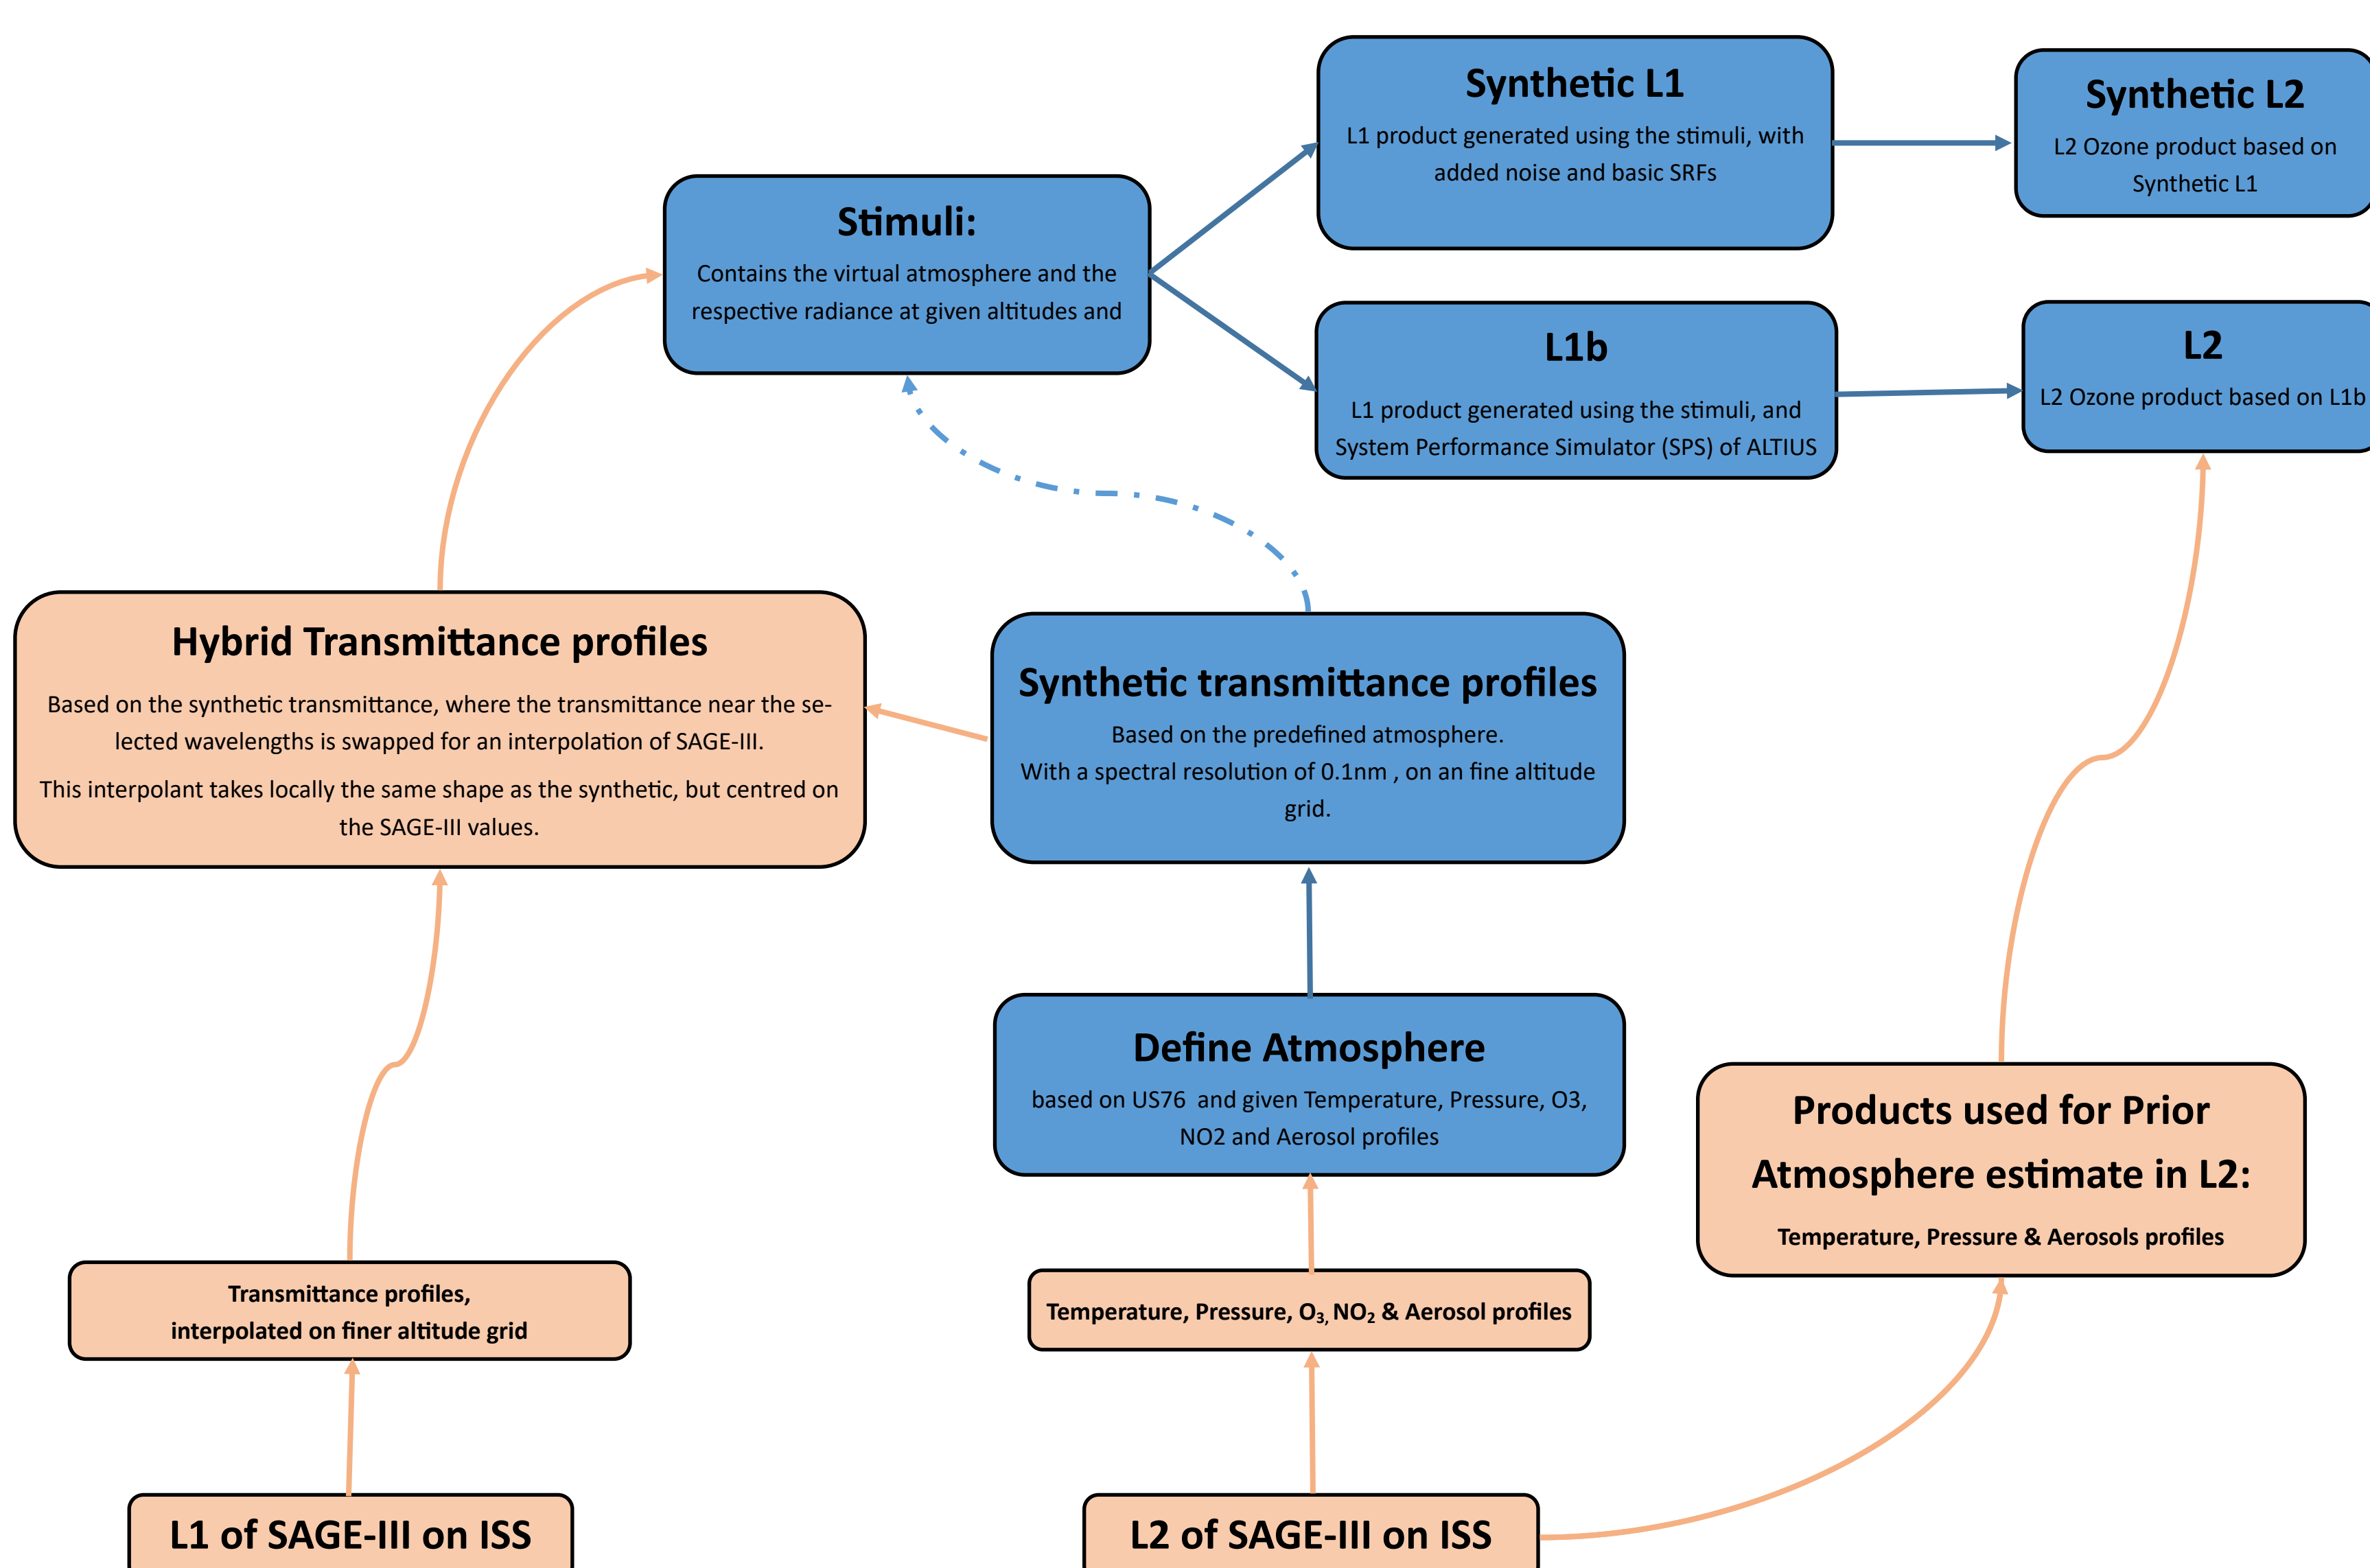 Synthetic L1
L1 product generated using the stimuli, with
added noise and basic SRFs
Synthetic L2
L2 Ozone product based on
Synthetic L1
Stimuli:
Contains the virtual atmosphere and the
respective radiance at given altitudes and
L1b
L1 product generated using the stimuli, and
System Performance Simulator (SPS) of ALTIUS
L2
L2 Ozone product based on L1b
Hybrid Transmittance profiles
Based on the synthetic transmittance, where the transmittance near the se-
lected wavelengths is swapped for an interpolation of SAGE-III.
This interpolant takes locally the same shape as the synthetic, but centred on
the SAGE-III values.
Synthetic transmittance profiles
Based on the predefined atmosphere.
With a spectral resolution of 0.1nm , on an fine altitude
grid.
Define Atmosphere
based on US76  and given Temperature, Pressure, O3,
NO2 and Aerosol profiles
Products used for Prior
Atmosphere estimate in L2:
Temperature, Pressure & Aerosols profiles
Transmittance profiles,
interpolated on finer altitude grid
Temperature, Pressure, O₃, NO₂ & Aerosol profiles
L1 of SAGE-III on ISS
L2 of SAGE-III on ISS